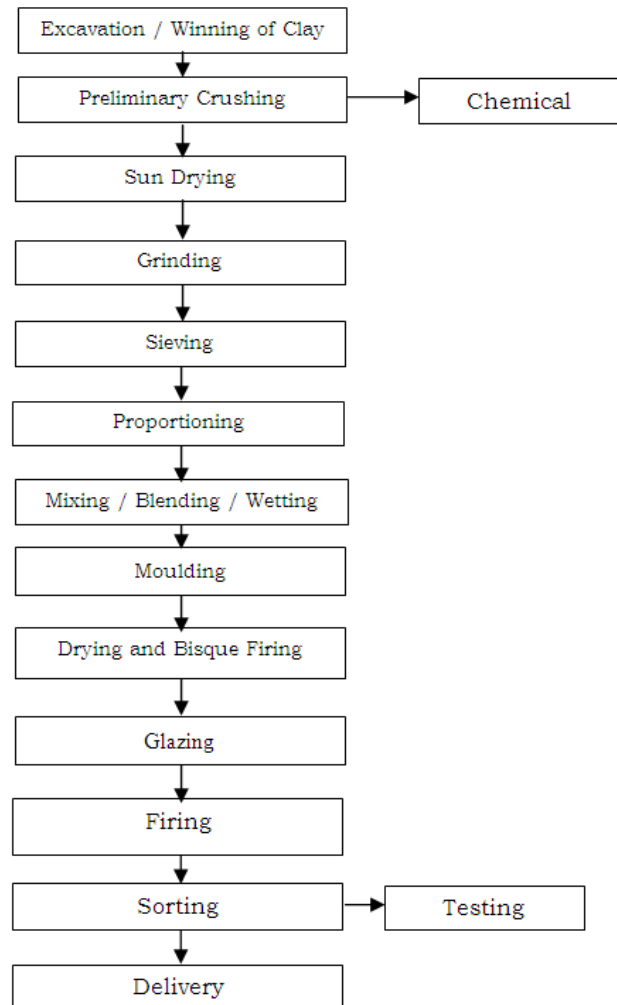 Excavation / Winning of Clay
Preliminary Crushing
Chemical
Sun Drying
Grinding
Sieving
Proportioning
Mixing / Blending / Wetting
Moulding
Drying and Bisque Firing
Glazing
Firing
Sorting
Testing
Delivery